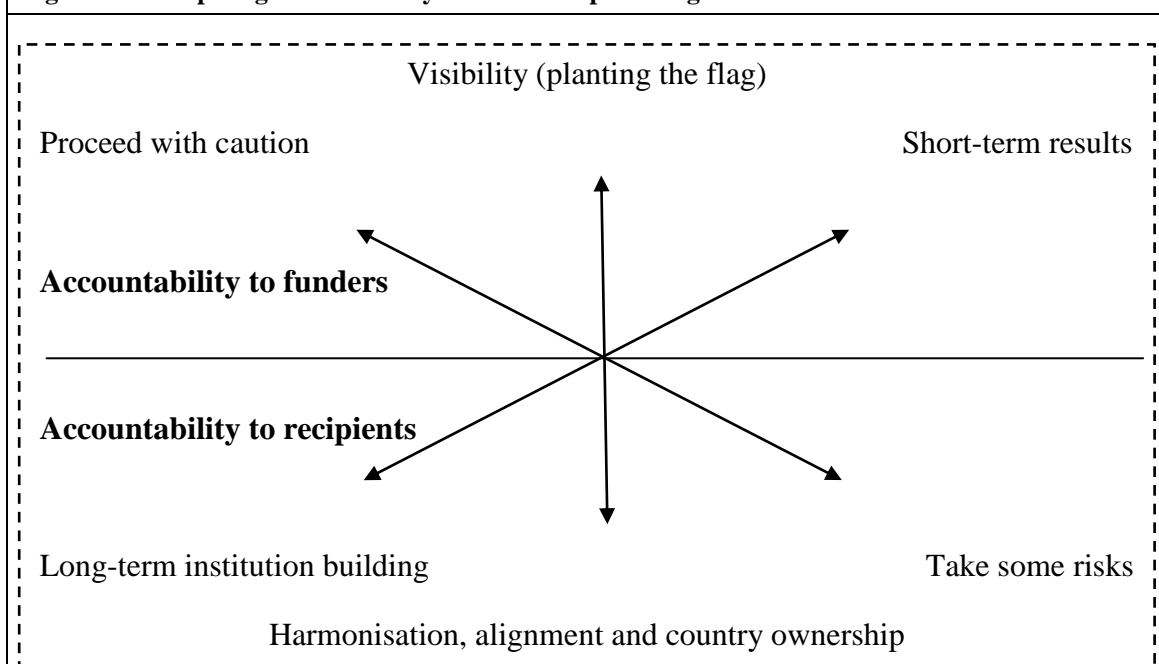 Visibility (planting the flag)
Proceed with caution
Short-term results
Accountability to funders
Accountability to recipients
Long-term institution building
Take some risks
Harmonisation, alignment and country ownership